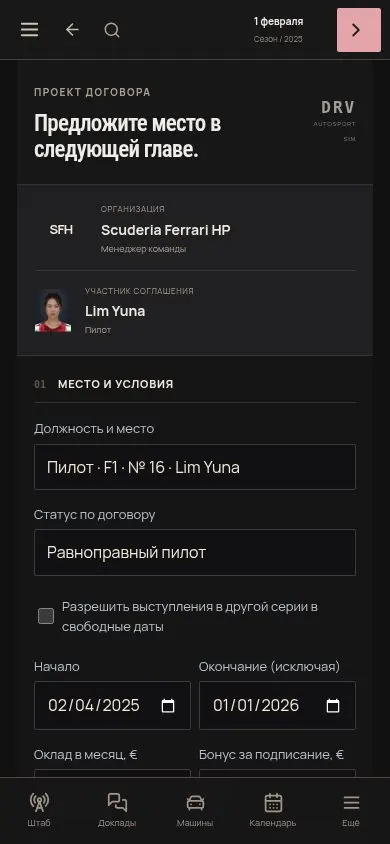 1 февраля
Сезон / 2025
ПРОЕКТ ДОГОВОРА
Предложите место в
следующей главе.
DRV
AUTOSPORT
SIM
ОРГАНИЗАЦИЯ
SFH
Scuderia Ferrari HP
Менеджер команды
УЧАСТНИК СОГЛАШЕНИЯ
Lim Yuna
Пилот
01 МЕСТО И УСЛОВИЯ
Должность и место
Пилот · F1 · № 16 · Lim Yuna
Статус по договору
Равноправный пилот
Разрешить выступления в другой серии в
свободные даты
Начало
Окончание (исключая)
02/04/2025
01/01/2026
Оклад в месяц, €
Бонус за подписание, €
Штаб
Доклады
Машины
Календарь
Ещё